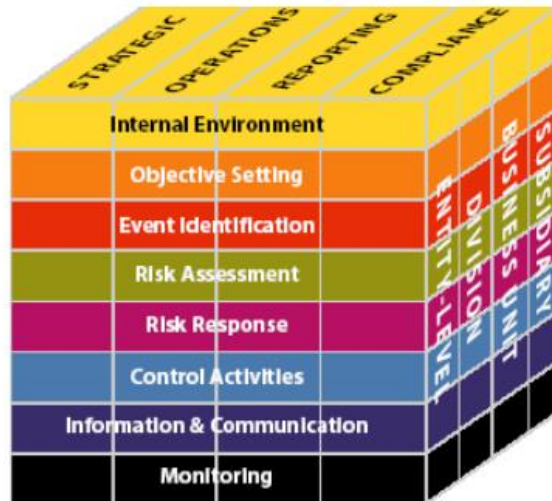 STRATEGIC
OPERATIONS
REPORTING
COMPLIANCE
Internal Environment
Objective Setting
Event Identification
Risk Assessment
Risk Response
Control Activities
Information & Communication
Monitoring
ENTITY-LEVEL
DIVISION
BUSINESS UNIT
SUBSIDIARY